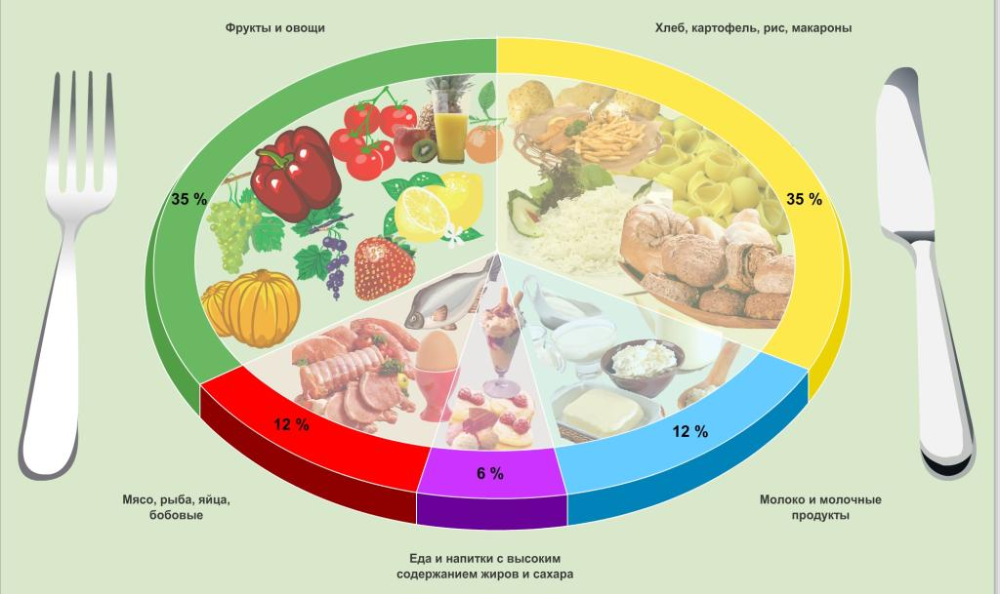 Фрукты и овощи
Хлеб, картофель, рис, макароны
35 %
35 %
12 %
12 %
6 %
Мясо, рыба, яйца,
бобовые
Молоко и молочные
продукты
Еда и напитки с высоким
содержанием жиров и сахара